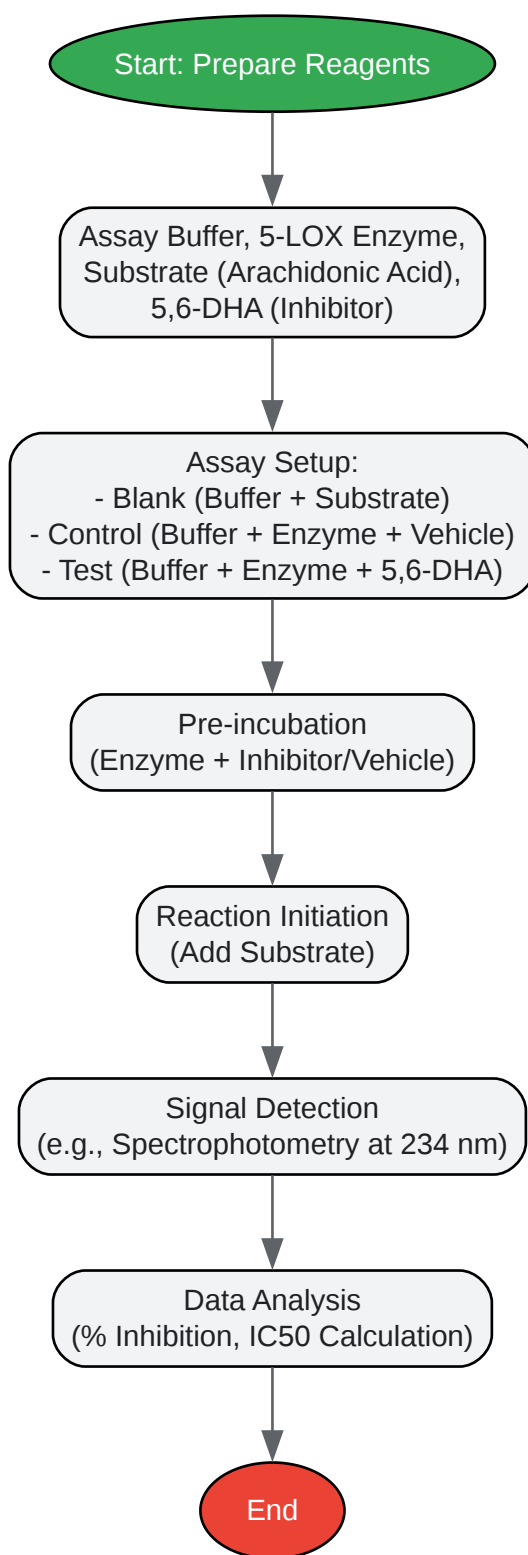 Start: Prepare Reagents
Assay Buffer, 5-LOX Enzyme,
Substrate (Arachidonic Acid),
5,6-DHA (Inhibitor)
Assay Setup:
- Blank (Buffer + Substrate)
- Control (Buffer + Enzyme + Vehicle)
- Test (Buffer + Enzyme + 5,6-DHA)
Pre-incubation
(Enzyme + Inhibitor/Vehicle)
Reaction Initiation
(Add Substrate)
Signal Detection
(e.g., Spectrophotometry at 234 nm)
Data Analysis
(% Inhibition, IC50 Calculation)
End